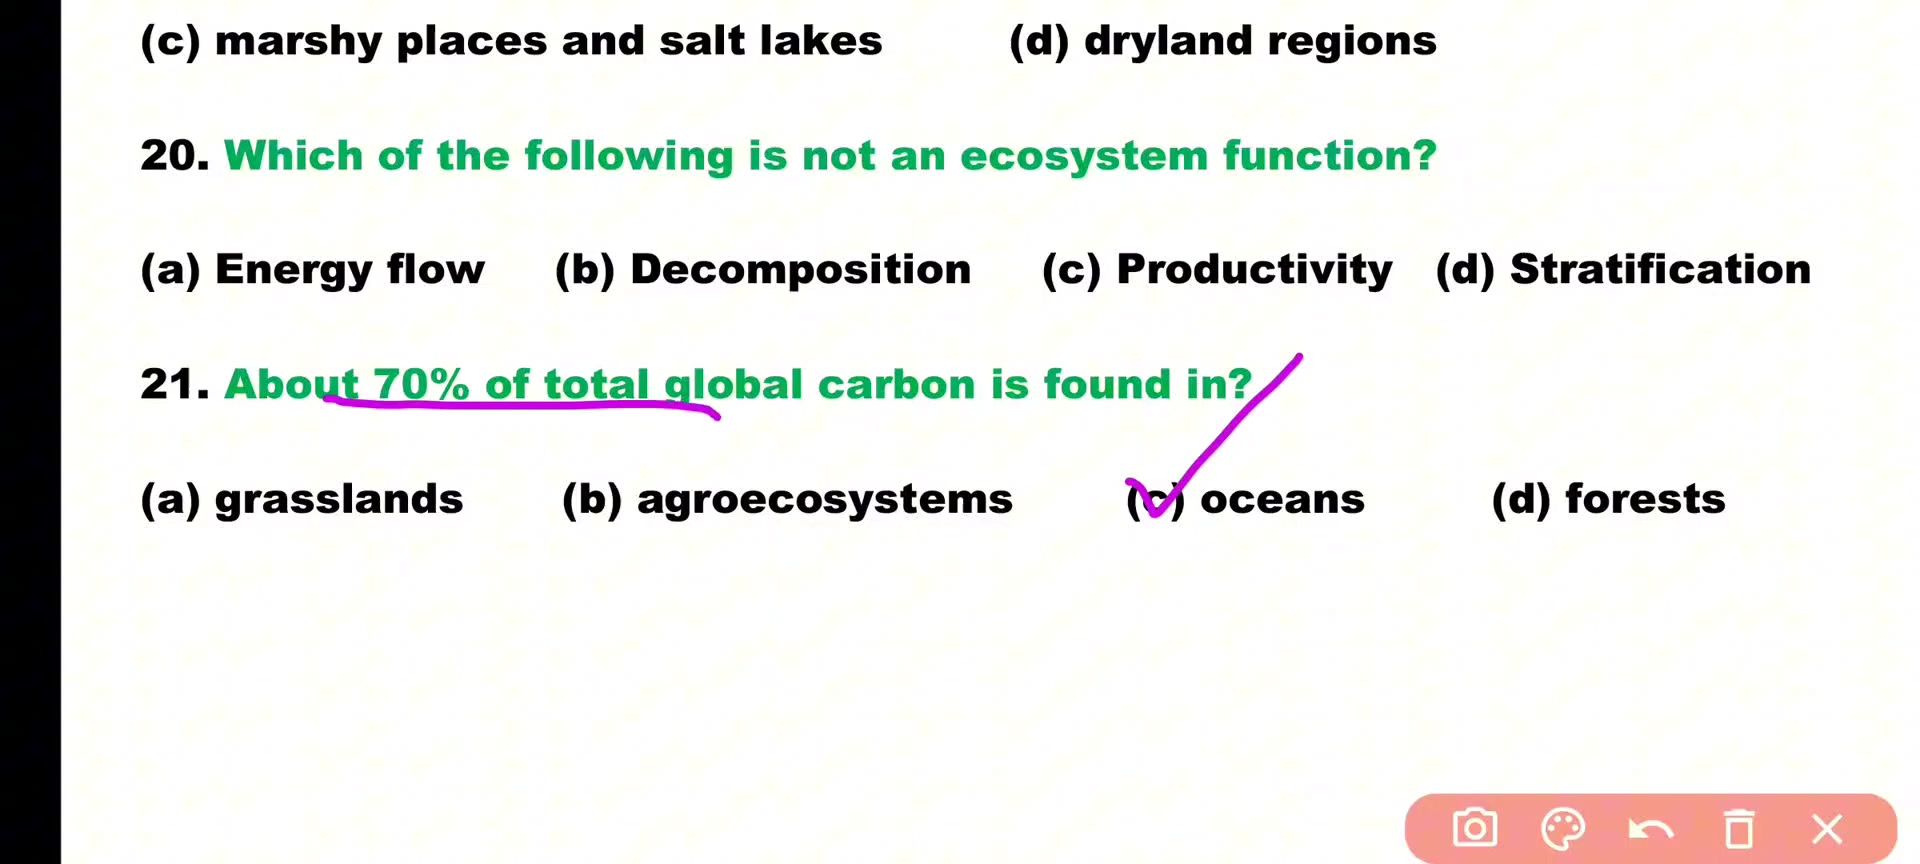 (c) marshy places and salt lakes (d) dryland regions
20. Which of the following is not an ecosystem function?
(a) Energy flow (b) Decomposition (c) Productivity (d) Stratification
21. About 70% of total global carbon is found in?
(a) grasslands (b) agroecosystems (c) oceans (d) forests